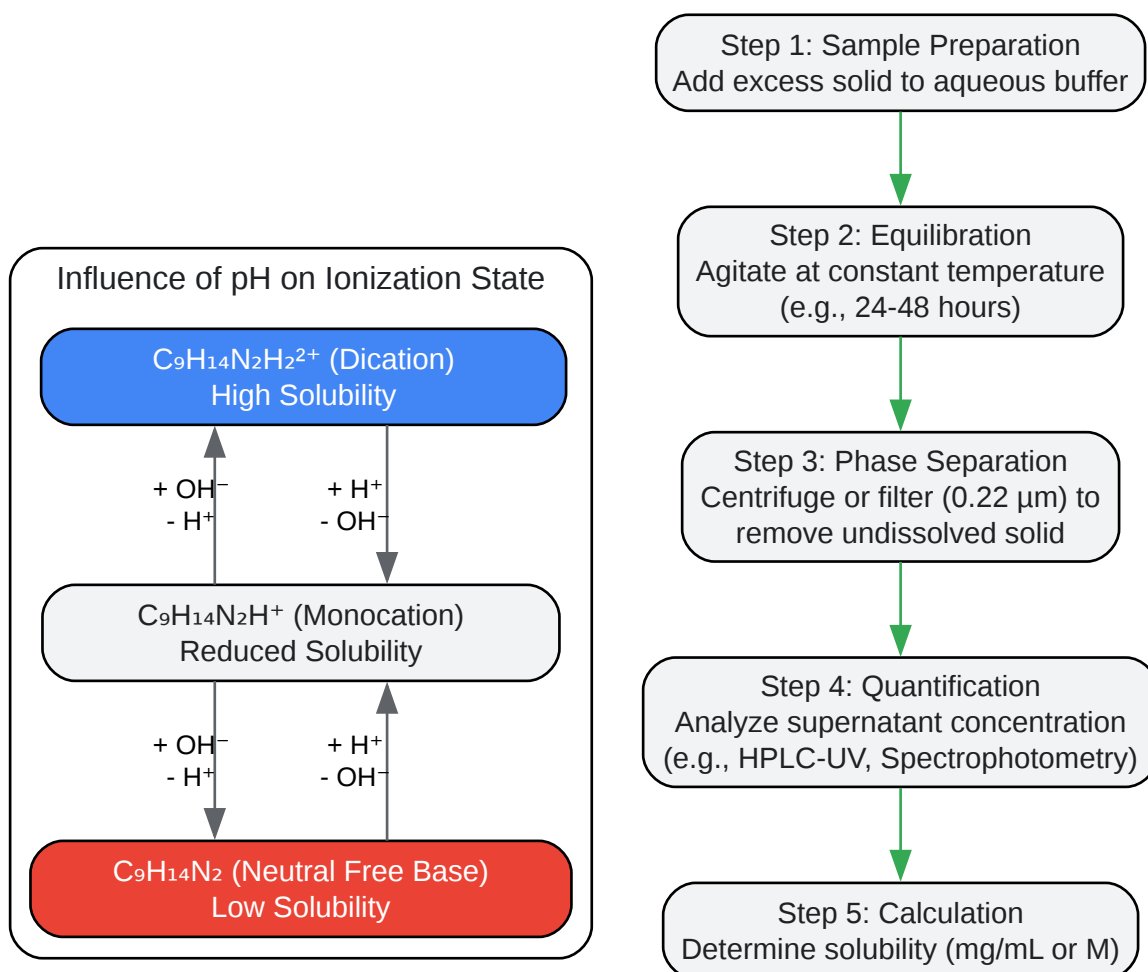 Influence of pH on Ionization State
C₉H₁₄N₂H₂²⁺ (Dication)
High Solubility
+ OH⁻
- H⁺
+ H⁺
- OH⁻
C₉H₁₄N₂H⁺ (Monocation)
Reduced Solubility
+ OH⁻
- H⁺
+ H⁺
- OH⁻
C₉H₁₄N₂ (Neutral Free Base)
Low Solubility
Step 1: Sample Preparation
Add excess solid to aqueous buffer
Step 2: Equilibration
Agitate at constant temperature
(e.g., 24-48 hours)
Step 3: Phase Separation
Centrifuge or filter (0.22 µm) to
remove undissolved solid
Step 4: Quantification
Analyze supernatant concentration
(e.g., HPLC-UV, Spectrophotometry)
Step 5: Calculation
Determine solubility (mg/mL or M)